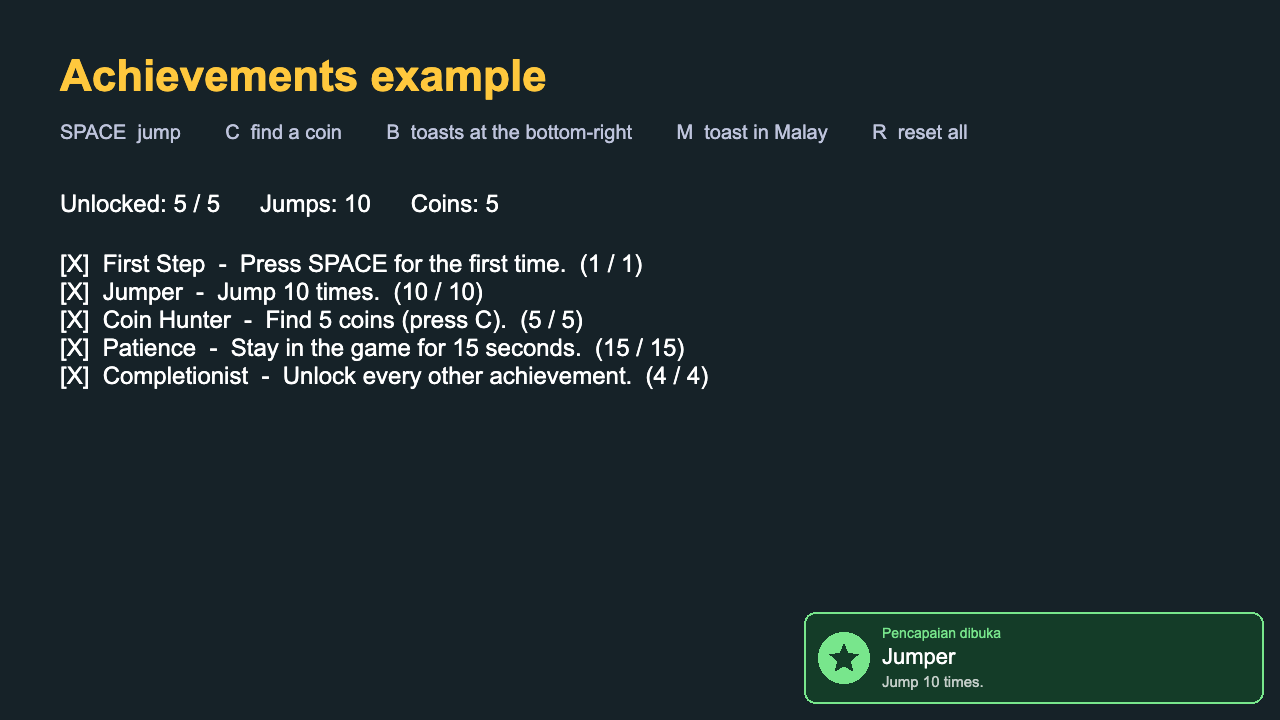 Achievements example
SPACE  jump        C  find a coin        B  toasts at the bottom-right        M  toast in Malay        R  reset all
Unlocked: 5 / 5      Jumps: 10      Coins: 5
[X]  First Step  -  Press SPACE for the first time.  (1 / 1)
[X]  Jumper  -  Jump 10 times.  (10 / 10)
[X]  Coin Hunter  -  Find 5 coins (press C).  (5 / 5)
[X]  Patience  -  Stay in the game for 15 seconds.  (15 / 15)
[X]  Completionist  -  Unlock every other achievement.  (4 / 4)
Pencapaian dibuka
Jumper
Jump 10 times.